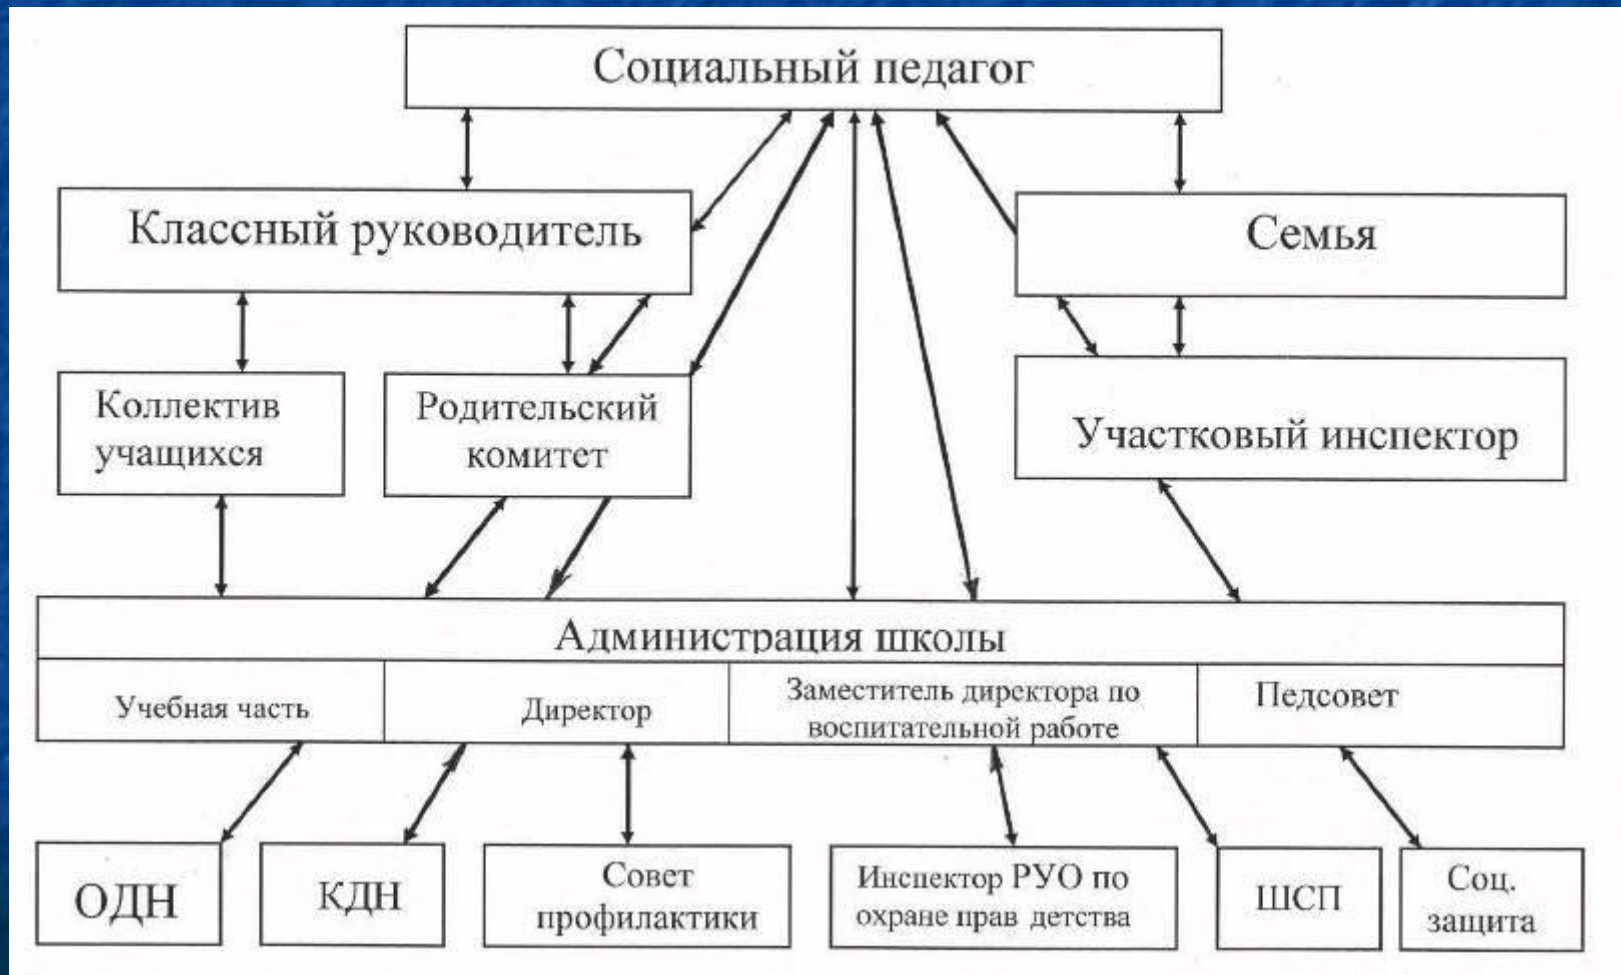 Социальный педагог
Классный руководитель
Семья
Коллектив
учащихся
Родительский
комитет
Участковый инспектор
Администрация школы
Учебная часть
Директор
Заместитель директора по
воспитательной работе
Педсовет
ОДН
КДН
Совет
профилактики
Инспектор РУО по
охране прав детства
ШСП
Соц.
защита